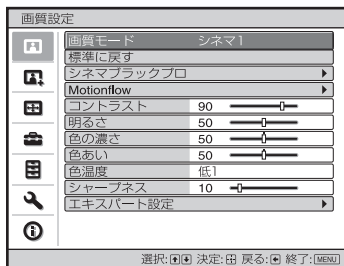 画質設定
画質モード シネマ1
標準に戻す
シネマブラックプロ
Motionflow
コントラスト 90
明るさ 50
色の濃さ 50
色あい 50
色温度 低1
シャープネス 10
エキスパート設定
選択: 決定: 戻る: 終了: MENU